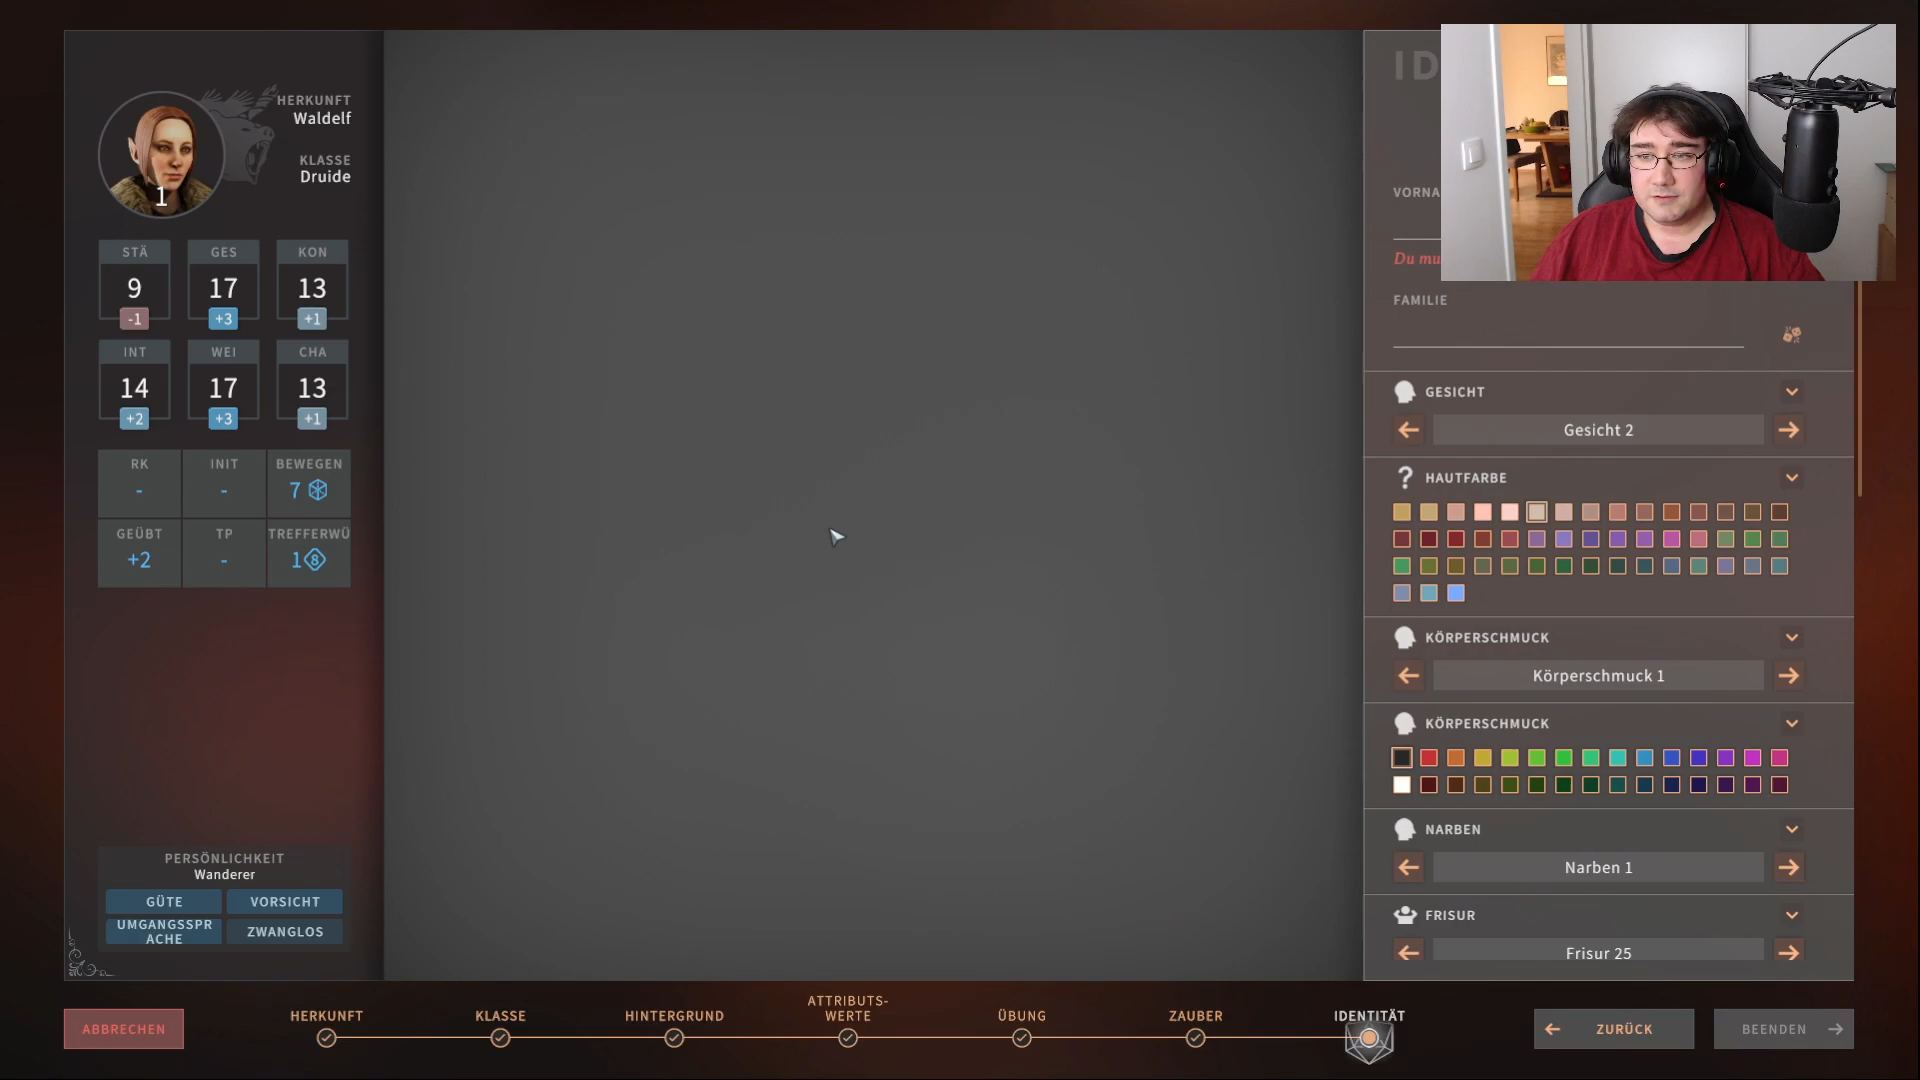 HERKUNFT
Waldelf
KLASSE
Druide
1
STÄ
GES
KON
9
17
13
-1
+3
+1
INT
WEI
CHA
14
17
13
+2
+3
+1
RK
INIT
BEWEGEN
-
-
7
GEÜBT
TP
TREFFERWÜ
+2
-
1
8
PERSÖNLICHKEIT
Wanderer
GÜTE
VORSICHT
UMGANGSSPR
ACHE
ZWANGLOS
ID
VORNA
Du mu
FAMILIE
GESICHT
Gesicht 2
? HAUTFARBE
KÖRPERSCHMUCK
Körperschmuck 1
KÖRPERSCHMUCK
NARBEN
Narben 1
FRISUR
Frisur 25
ABBRECHEN
HERKUNFT
KLASSE
HINTERGRUND
ATTRIBUTS-
WERTE
ÜBUNG
ZAUBER
IDENTITÄT
ZURÜCK
BEENDEN